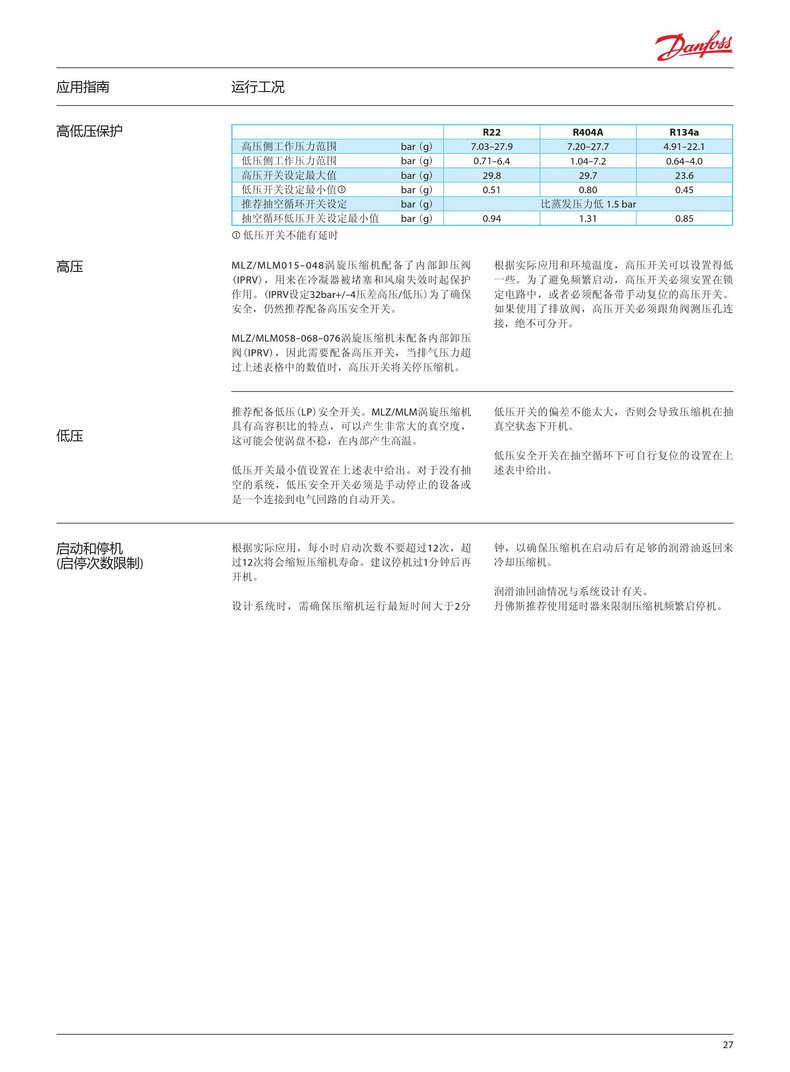 Danfoss
应用指南
运行工况
高低压保护
R22 R404A R134a
高压侧工作压力范围 bar（g） 7.03–27.9 7.20–27.7 4.91–22.1
低压侧工作压力范围 bar（g） 0.71–6.4 1.04–7.2 0.64–4.0
高压开关设定最大值 bar（g） 29.8 29.7 23.6
低压开关设定最小值① bar（g） 0.51 0.80 0.45
推荐抽空循环开关设定 bar（g） 比蒸发压力低 1.5 bar
抽空循环低压开关设定最小值 bar（g） 0.94 1.31 0.85
① 低压开关不能有延时
高压
MLZ/MLM015–048涡旋压缩机配备了内部卸压阀
（IPRV），用来在冷凝器被堵塞和风扇失效时起保护
作用。（IPRV设定32bar+/–4压差高压/低压）为了确保
安全，仍然推荐配备高压安全开关。
MLZ/MLM058–068–076涡旋压缩机未配备内部卸压
阀（IPRV），因此需要配备高压开关，当排气压力超
过上述表格中的数值时，高压开关将关停压缩机。
根据实际应用和环境温度，高压开关可以设置得低
一些。为了避免频繁启动，高压开关必须安置在锁
定电路中，或者必须配备带手动复位的高压开关。
如果使用了排放阀，高压开关必须跟角阀测压孔连
接，绝不可分开。
低压
推荐配备低压（LP）安全开关。MLZ/MLM涡旋压缩机
具有高容积比的特点，可以产生非常大的真空度，
这可能会使涡盘不稳，在内部产生高温。
低压开关最小值设置在上述表中给出。对于没有抽
空的系统，低压安全开关必须是手动停止的设备或
是一个连接到电气回路的自动开关。
低压开关的偏差不能太大，否则会导致压缩机在抽
真空状态下开机。
低压安全开关在抽空循环下可自行复位的设置在上
述表中给出。
启动和停机
(启停次数限制)
根据实际应用，每小时启动次数不要超过12次，超
过12次将会缩短压缩机寿命。建议停机过1分钟后再
开机。
设计系统时，需确保压缩机运行最短时间大于2分
钟，以确保压缩机在启动后有足够的润滑油返回来
冷却压缩机。
润滑油回油情况与系统设计有关。
丹佛斯推荐使用延时器来限制压缩机频繁启停机。
27